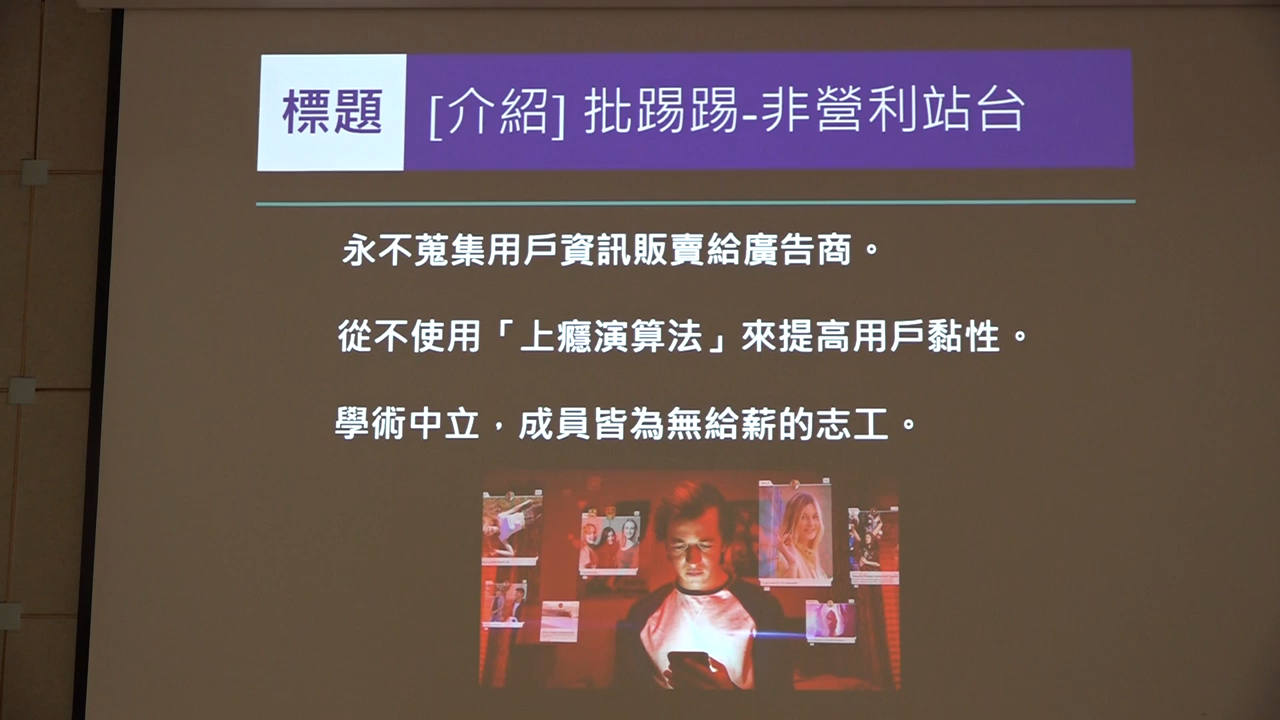 標題 [介紹] 批踢踢-非營利站台
永不蒐集用戶資訊販賣給廣告商。
從不使用「上癮演算法」來提高用戶黏性。
學術中立，成員皆為無給薪的志工。